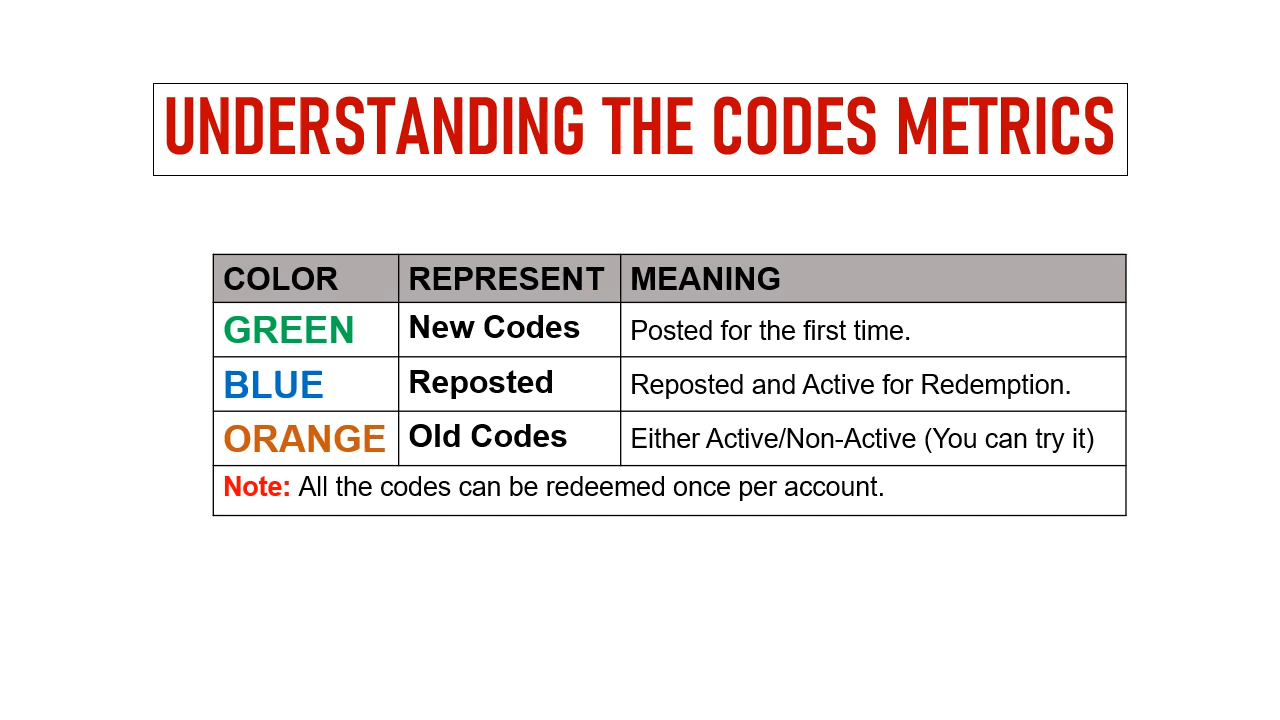 UNDERSTANDING THE CODES METRICS
COLOR REPRESENT MEANING
GREEN New Codes Posted for the first time.
BLUE Reposted Reposted and Active for Redemption.
ORANGE Old Codes Either Active/Non-Active (You can try it)
Note: All the codes can be redeemed once per account.